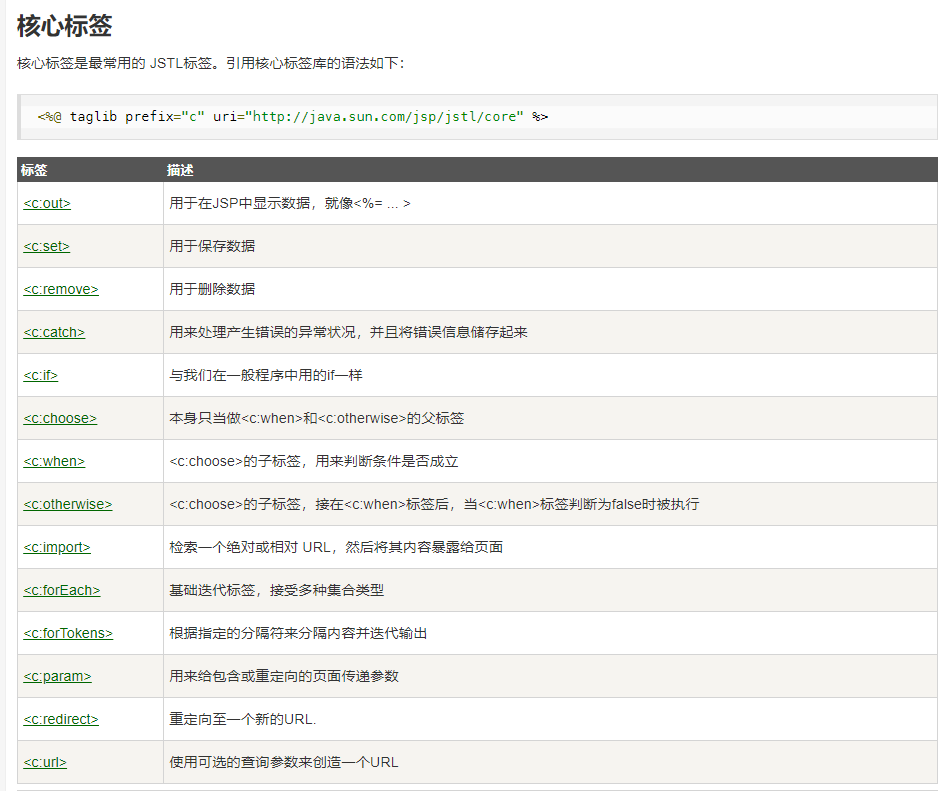 核心标签
核心标签是最常用的 JSTL标签。引用核心标签库的语法如下：
<%@ taglib prefix="c" uri="http://java.sun.com/jsp/jstl/core" %>
标签 描述
<c:out> 用于在JSP中显示数据，就像<%= ... >
<c:set> 用于保存数据
<c:remove> 用于删除数据
<c:catch> 用来处理产生错误的异常状况，并且将错误信息储存起来
<c:if> 与我们在一般程序中用的if一样
<c:choose> 本身只当做<c:when>和<c:otherwise>的父标签
<c:when> <c:choose>的子标签，用来判断条件是否成立
<c:otherwise> <c:choose>的子标签，接在<c:when>标签后，当<c:when>标签判断为false时被执行
<c:import> 检索一个绝对或相对 URL，然后将其内容暴露给页面
<c:forEach> 基础迭代标签，接受多种集合类型
<c:forTokens> 根据指定的分隔符来分隔内容并迭代输出
<c:param> 用来给包含或重定向的页面传递参数
<c:redirect> 重定向至一个新的URL.
<c:url> 使用可选的查询参数来创造一个URL